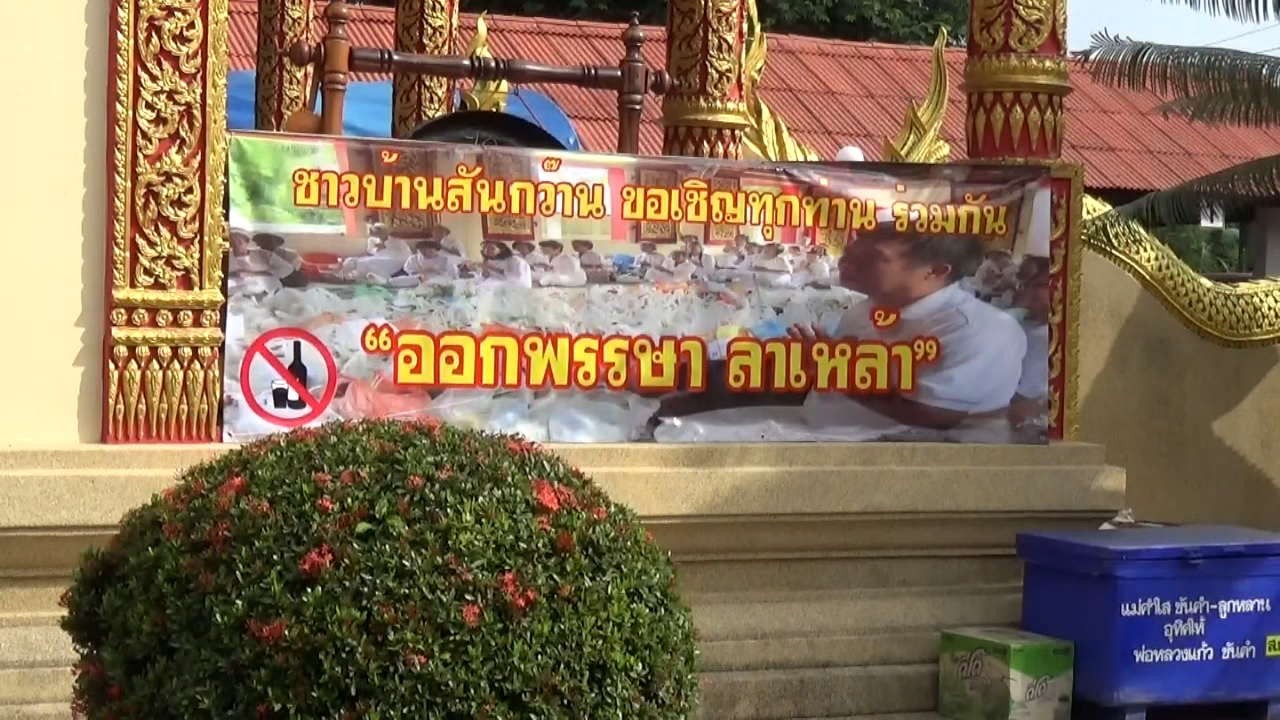 ชาวบ้านสันกว๊าน ขอเชิญทุกท่าน ร่วมกัน
“ออกพรรษา ลาเหล้า”
แม่คำใส ขันคำ-ลูกหลาน
อุทิศให้
พ่อหลวงแก้ว ขันคำ